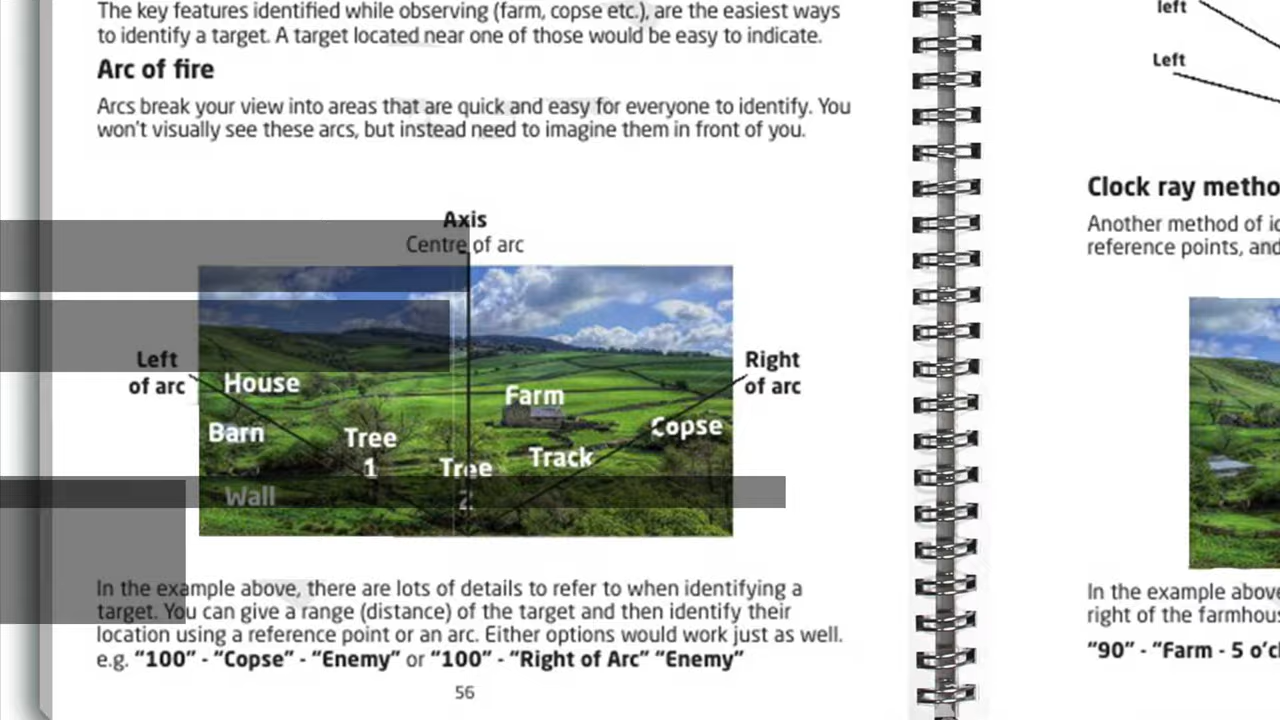 The key features identified while observing (farm, copse etc.), are the easiest ways
to identify a target. A target located near one of those would be easy to indicate.
Arc of fire
Arcs break your view into areas that are quick and easy for everyone to identify. You
won't visually see these arcs, but instead need to imagine them in front of you.
Axis
Centre of arc
Left
of arc
House
Barn
Tree
1
Wall
Tree
2
Farm
Track
Copse
Right
of arc
In the example above, there are lots of details to refer to when identifying a
target. You can give a range (distance) of the target and then identify their
location using a reference point or an arc. Either options would work just as well.
e.g. "100" - "Copse" - "Enemy" or "100" - "Right of Arc" "Enemy"
56
left
Left
Clock ray
Another method of
reference points,
In the example
right of the
"90" - "Farm - 5